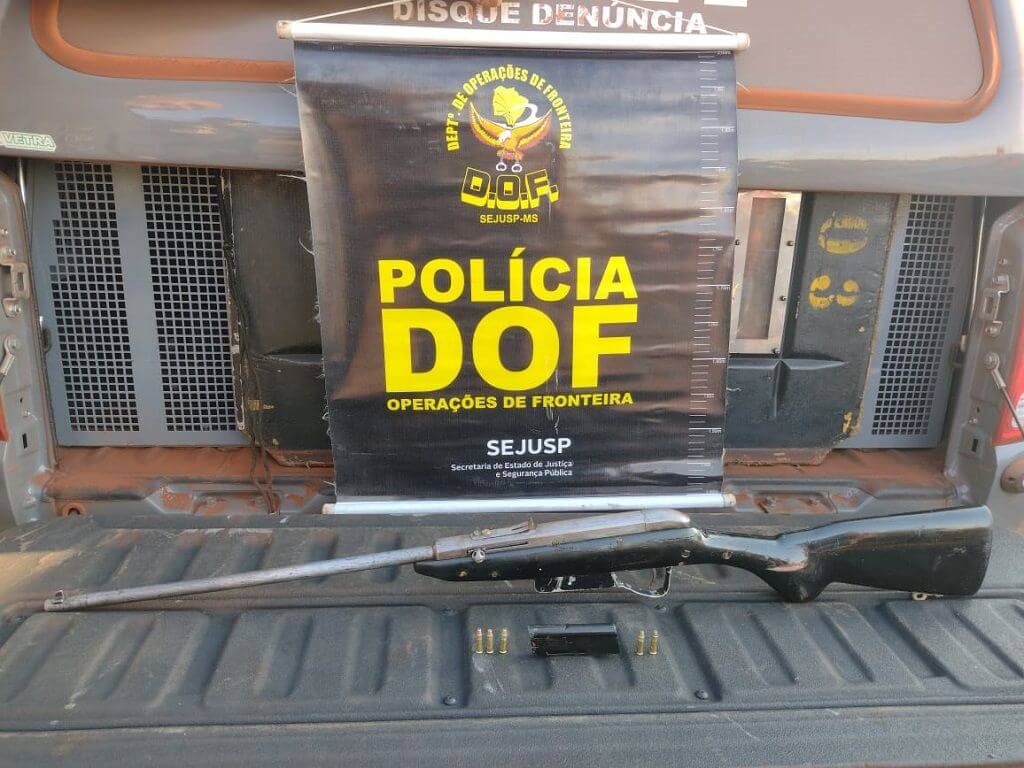 DISQUE DENÚNCIA
VETRA
DEPTº. DE OPERAÇÕES DE FRONTEIRA
D.O.F.
SEJUSP-MS
POLÍCIA
DOF
OPERAÇÕES DE FRONTEIRA
SEJUSP
Secretaria de Estado de Justiça
e Segurança Pública